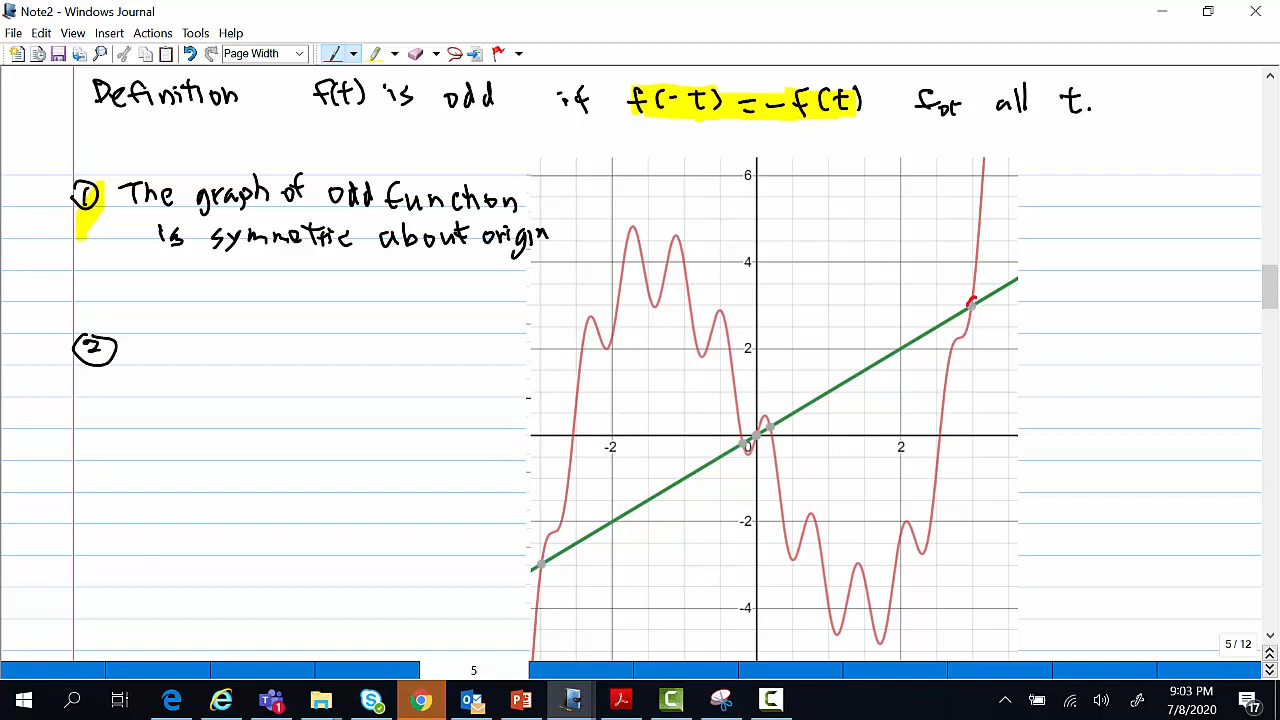 Note2 - Windows Journal
File Edit View Insert Actions Tools Help
Page Width
Definition f(t) is odd if f(-t) = -f(t) for all t.
① The graph of odd function
is symmetric about origin
②
6
4
2
-2 0 2
-2
-4
5 / 12
5
9:03 PM
7/8/2020
17